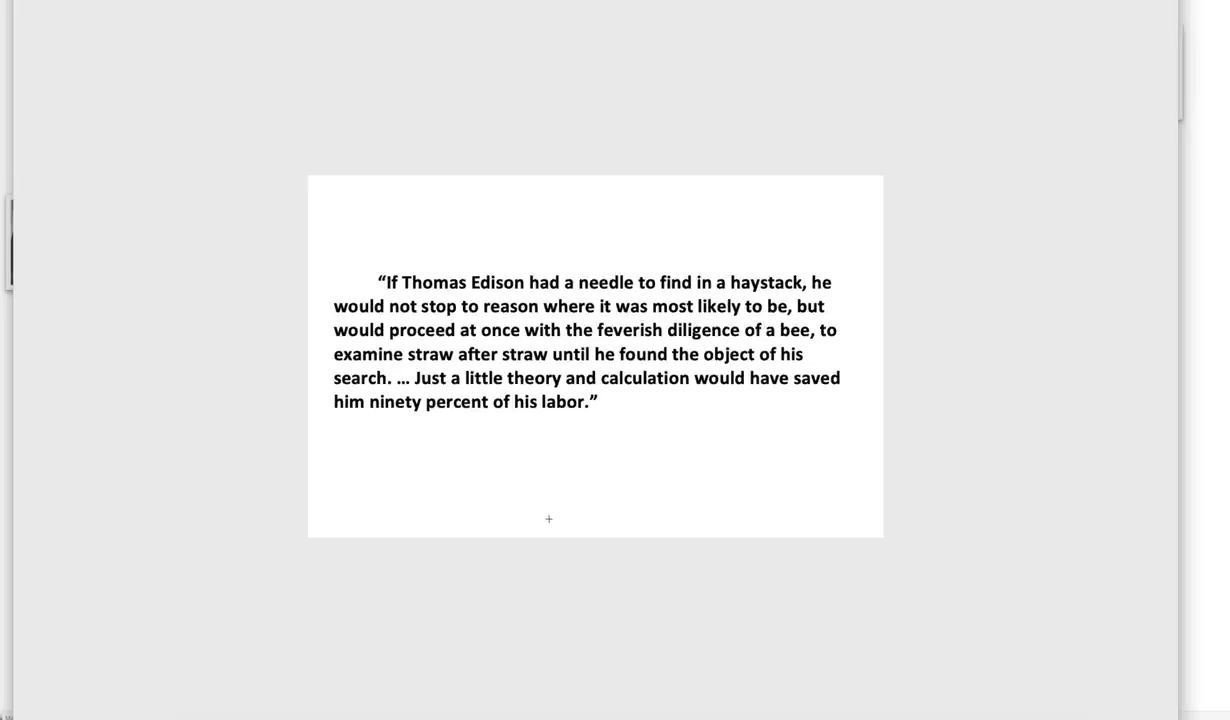 “If Thomas Edison had a needle to find in a haystack, he
would not stop to reason where it was most likely to be, but
would proceed at once with the feverish diligence of a bee, to
examine straw after straw until he found the object of his
search. … Just a little theory and calculation would have saved
him ninety percent of his labor.”